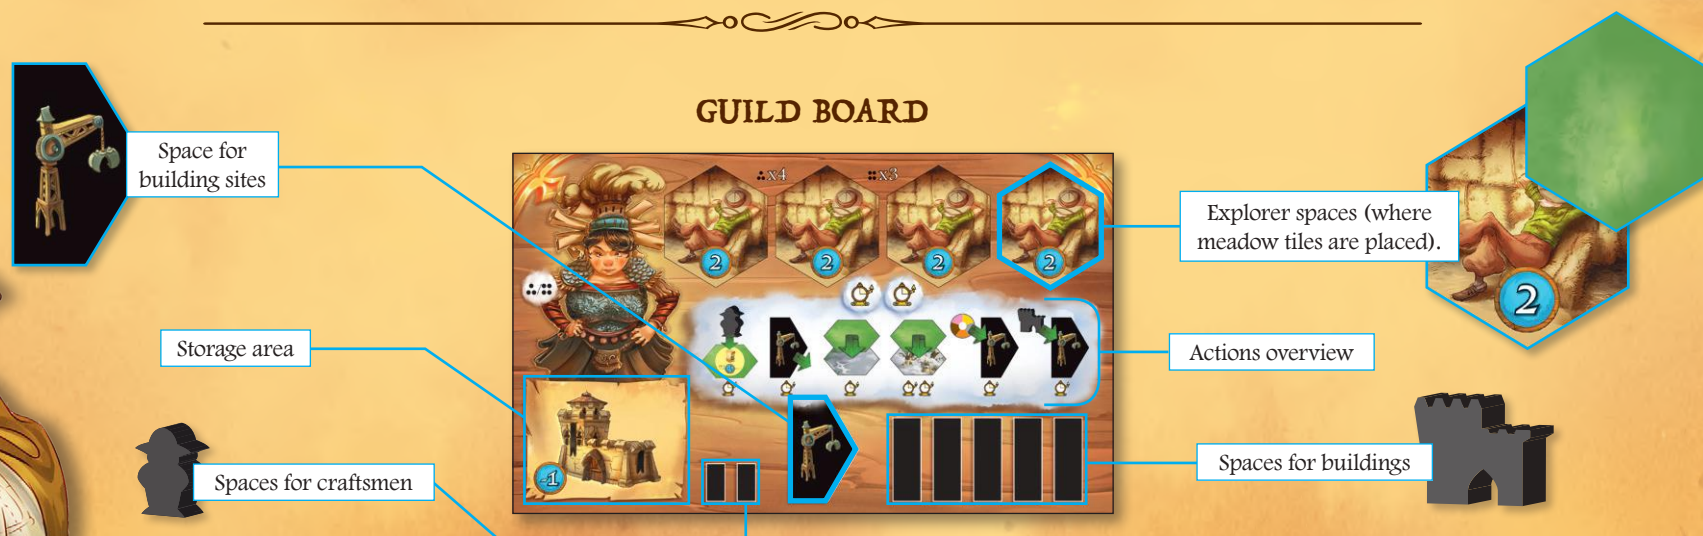 GUILD BOARD
Space for
building sites
x4
x3
2
2
2
2
Explorer spaces (where
meadow tiles are placed).
2
Storage area
Actions overview
-1
Spaces for craftsmen
Spaces for buildings